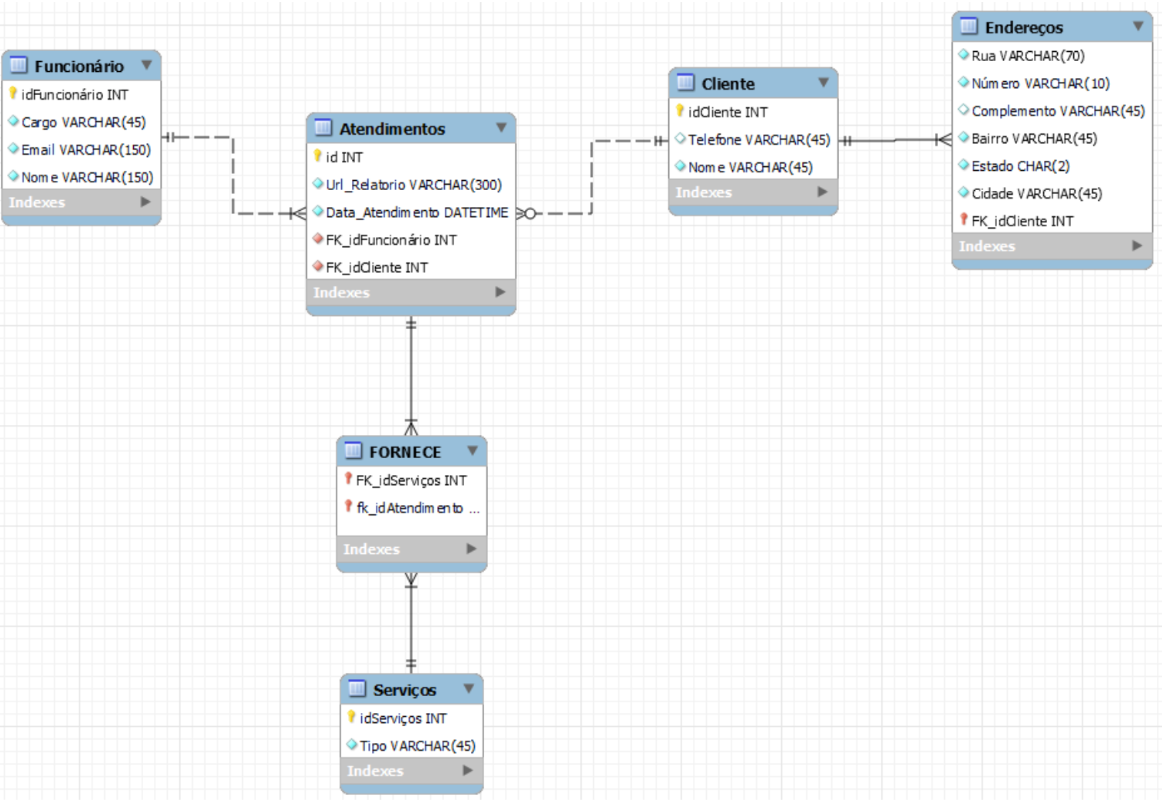 Funcionário
idFuncionário INT
Cargo VARCHAR(45)
Email VARCHAR(150)
Nome VARCHAR(150)
Indexes
Atendimentos
id INT
Url_Relatorio VARCHAR(300)
Data_Atendimento DATETIME
FK_idFuncionário INT
FK_idCliente INT
Indexes
Cliente
idCliente INT
Telefone VARCHAR(45)
Nome VARCHAR(45)
Indexes
Endereços
Rua VARCHAR(70)
Número VARCHAR(10)
Complemento VARCHAR(45)
Bairro VARCHAR(45)
Estado CHAR(2)
Cidade VARCHAR(45)
FK_idCliente INT
Indexes
FORNECE
FK_idServiços INT
fk_idAtendimento ...
Indexes
Serviços
idServiços INT
Tipo VARCHAR(45)
Indexes